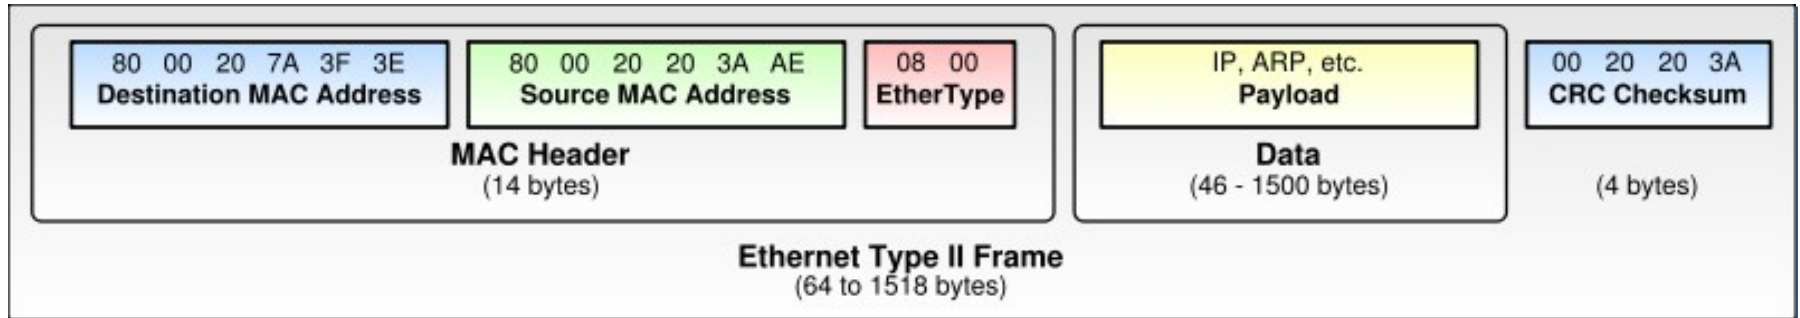 80 00 20 7A 3F 3E
Destination MAC Address
80 00 20 20 3A AE
Source MAC Address
08 00
EtherType
MAC Header
(14 bytes)
IP, ARP, etc.
Payload
Data
(46 - 1500 bytes)
00 20 20 3A
CRC Checksum
(4 bytes)
Ethernet Type II Frame
(64 to 1518 bytes)